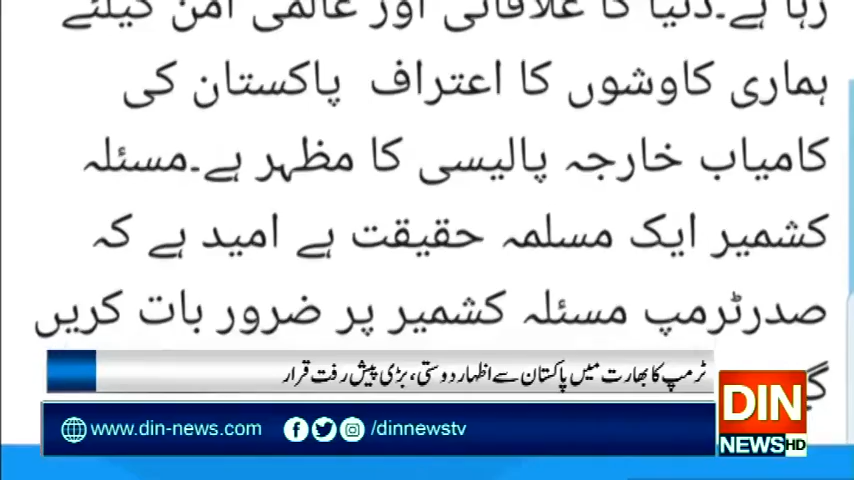 رہا ہے۔دنیا کا علاقائی اور عالمی امن کیلئے
ہماری کاوشوں کا اعتراف پاکستان کی
کامیاب خارجہ پالیسی کا مظہر ہے۔مسئلہ
کشمیر ایک مسلمہ حقیقت ہے امید ہے کہ
صدرٹرمپ مسئلہ کشمیر پر ضرور بات کریں
ٹرمپ کا بھارت میں پاکستان سے اظہار دوستی، بڑی پیش رفت قرار
www.din-news.com /dinnewstv
DIN
NEWS HD